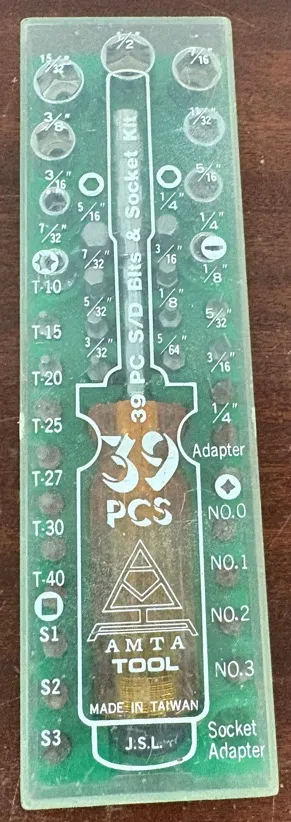 1/2"
15/32"
7/16"
3/8"
11/32"
3/16"
5/16"
5/16"
1/4"
1/4"
7/32"
7/32"
3/16"
1/8"
T-10
5/32"
1/8"
5/32"
T-15
3/32"
5/64"
3/16"
T-20
1/4"
T-25
39 PC S/D Bits & Socket Kit
39
PCS
Adapter
T-27
NO.0
T-30
NO.1
T-40
NO.2
S1
AMTA
TOOL
NO.3
S2
MADE IN TAIWAN
S3
J.S.L.
Socket
Adapter